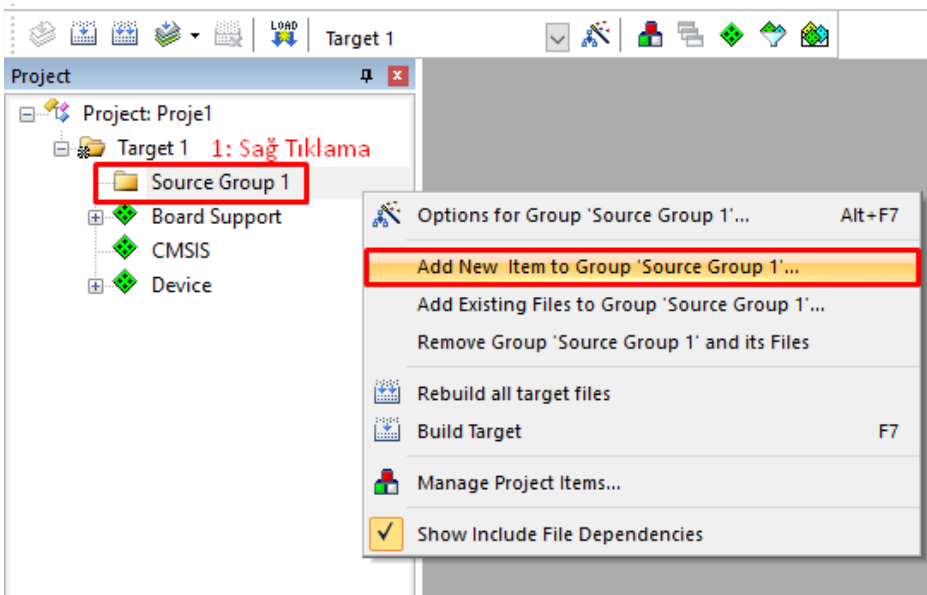 LOAD
Target 1
Project
Project: Proje1
Target 1 1: Sağ Tıklama
Source Group 1
Board Support
CMSIS
Device
Options for Group 'Source Group 1'... Alt+F7
Add New Item to Group 'Source Group 1'...
Add Existing Files to Group 'Source Group 1'...
Remove Group 'Source Group 1' and its Files
Rebuild all target files
Build Target F7
Manage Project Items...
Show Include File Dependencies